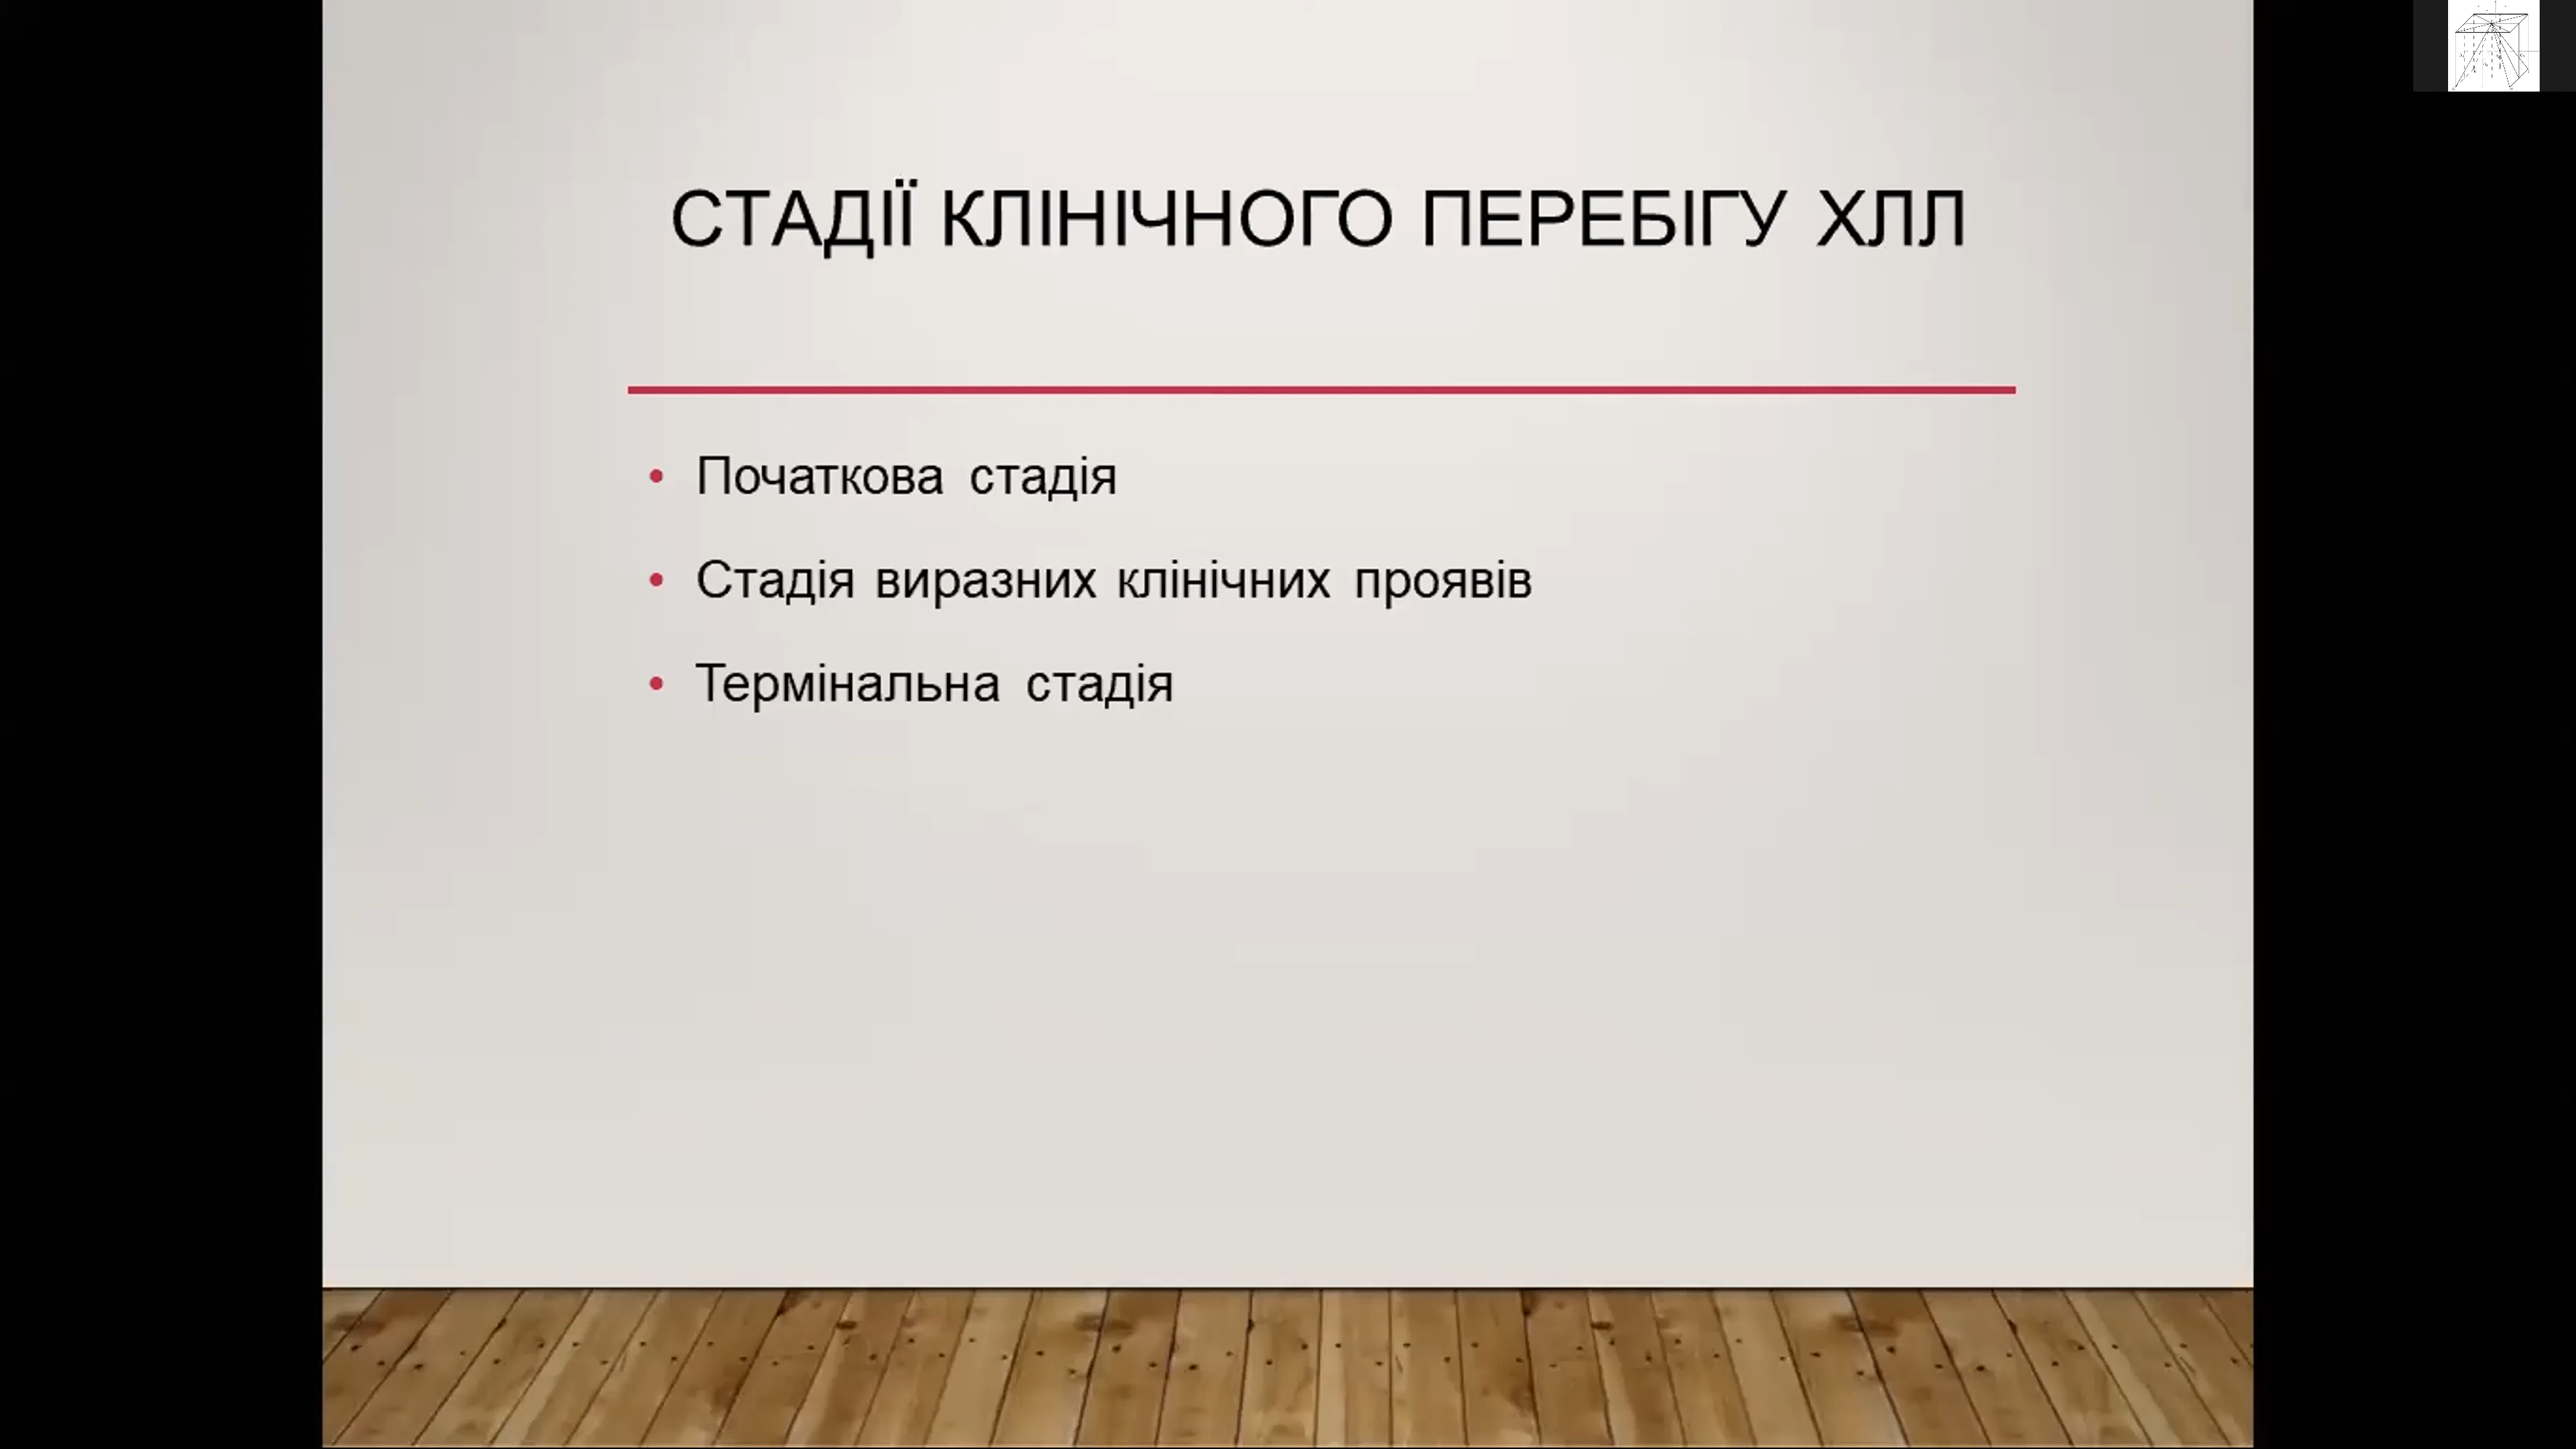 СТАДІЇ КЛІНІЧНОГО ПЕРЕБІГУ ХЛЛ
• Початкова стадія
• Стадія виразних клінічних проявів
• Термінальна стадія